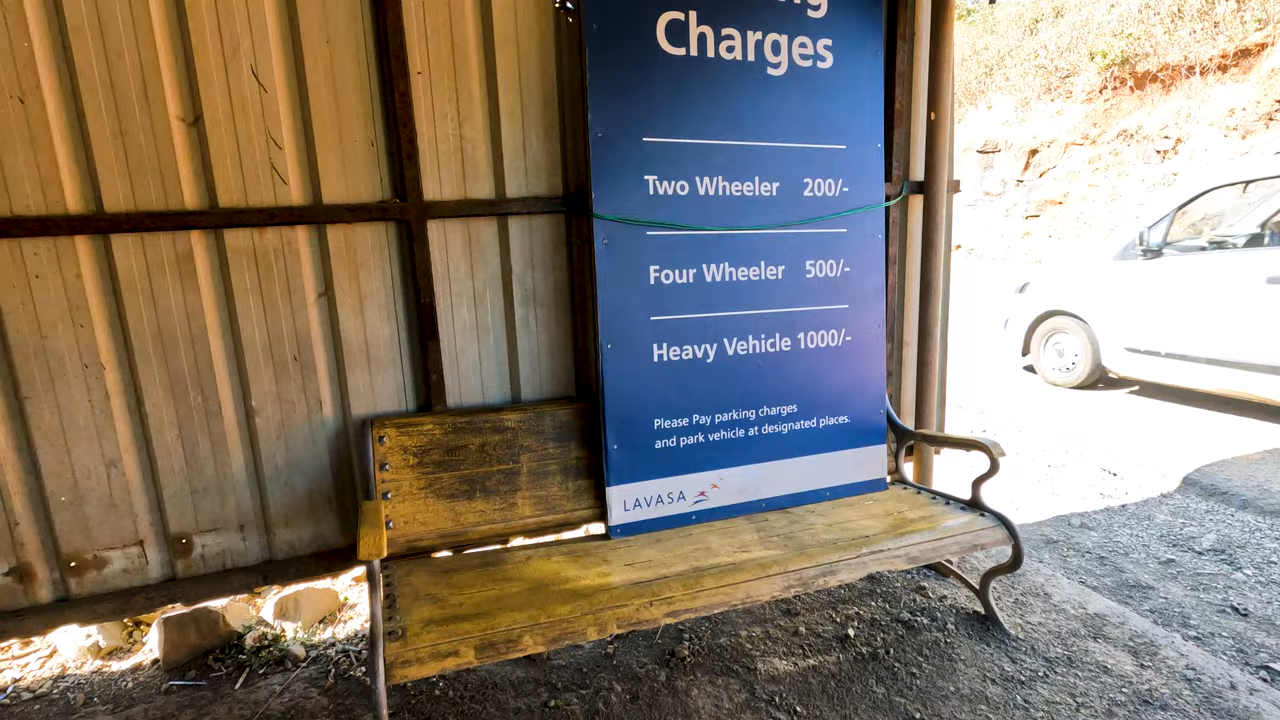 Charges
Two Wheeler 200/-
Four Wheeler 500/-
Heavy Vehicle 1000/-
Please Pay parking charges
and park vehicle at designated places.
LAVASA